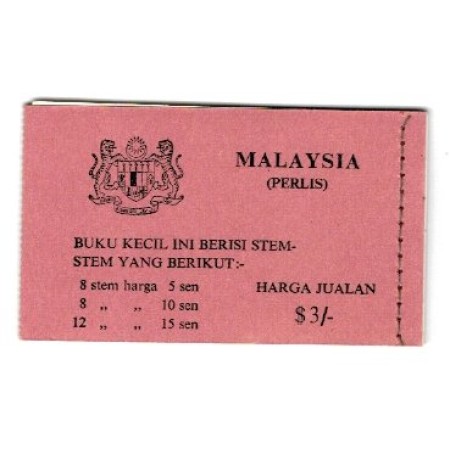 MALAYSIA
(PERLIS)
BUKU KECIL INI BERISI STEM-
STEM YANG BERIKUT:-
8 stem harga 5 sen
8 „ „ 10 sen
12 „ „ 15 sen
HARGA JUALAN
$3/-